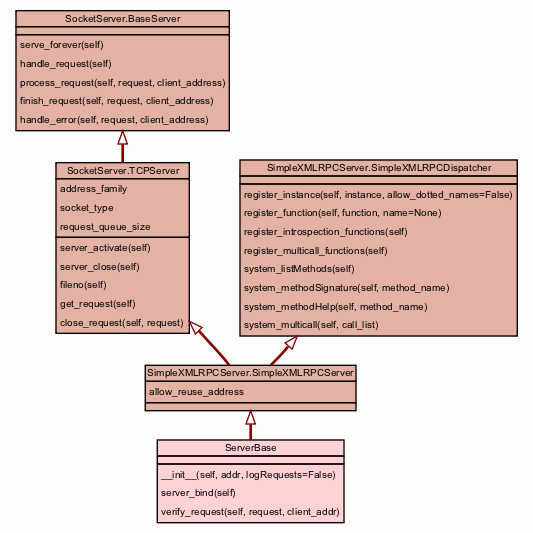 SocketServer.BaseServer
serve_forever(self)
handle_request(self)
process_request(self, request, client_address)
finish_request(self, request, client_address)
handle_error(self, request, client_address)
SocketServer.TCPServer
address_family
socket_type
request_queue_size
server_activate(self)
server_close(self)
fileno(self)
get_request(self)
close_request(self, request)
SimpleXMLRPCServer.SimpleXMLRPCDispatcher
register_instance(self, instance, allow_dotted_names=False)
register_function(self, function, name=None)
register_introspection_functions(self)
register_multicall_functions(self)
system_listMethods(self)
system_methodSignature(self, method_name)
system_methodHelp(self, method_name)
system_multicall(self, call_list)
SimpleXMLRPCServer.SimpleXMLRPCServer
allow_reuse_address
ServerBase
__init__(self, addr, logRequests=False)
server_bind(self)
verify_request(self, request, client_addr)